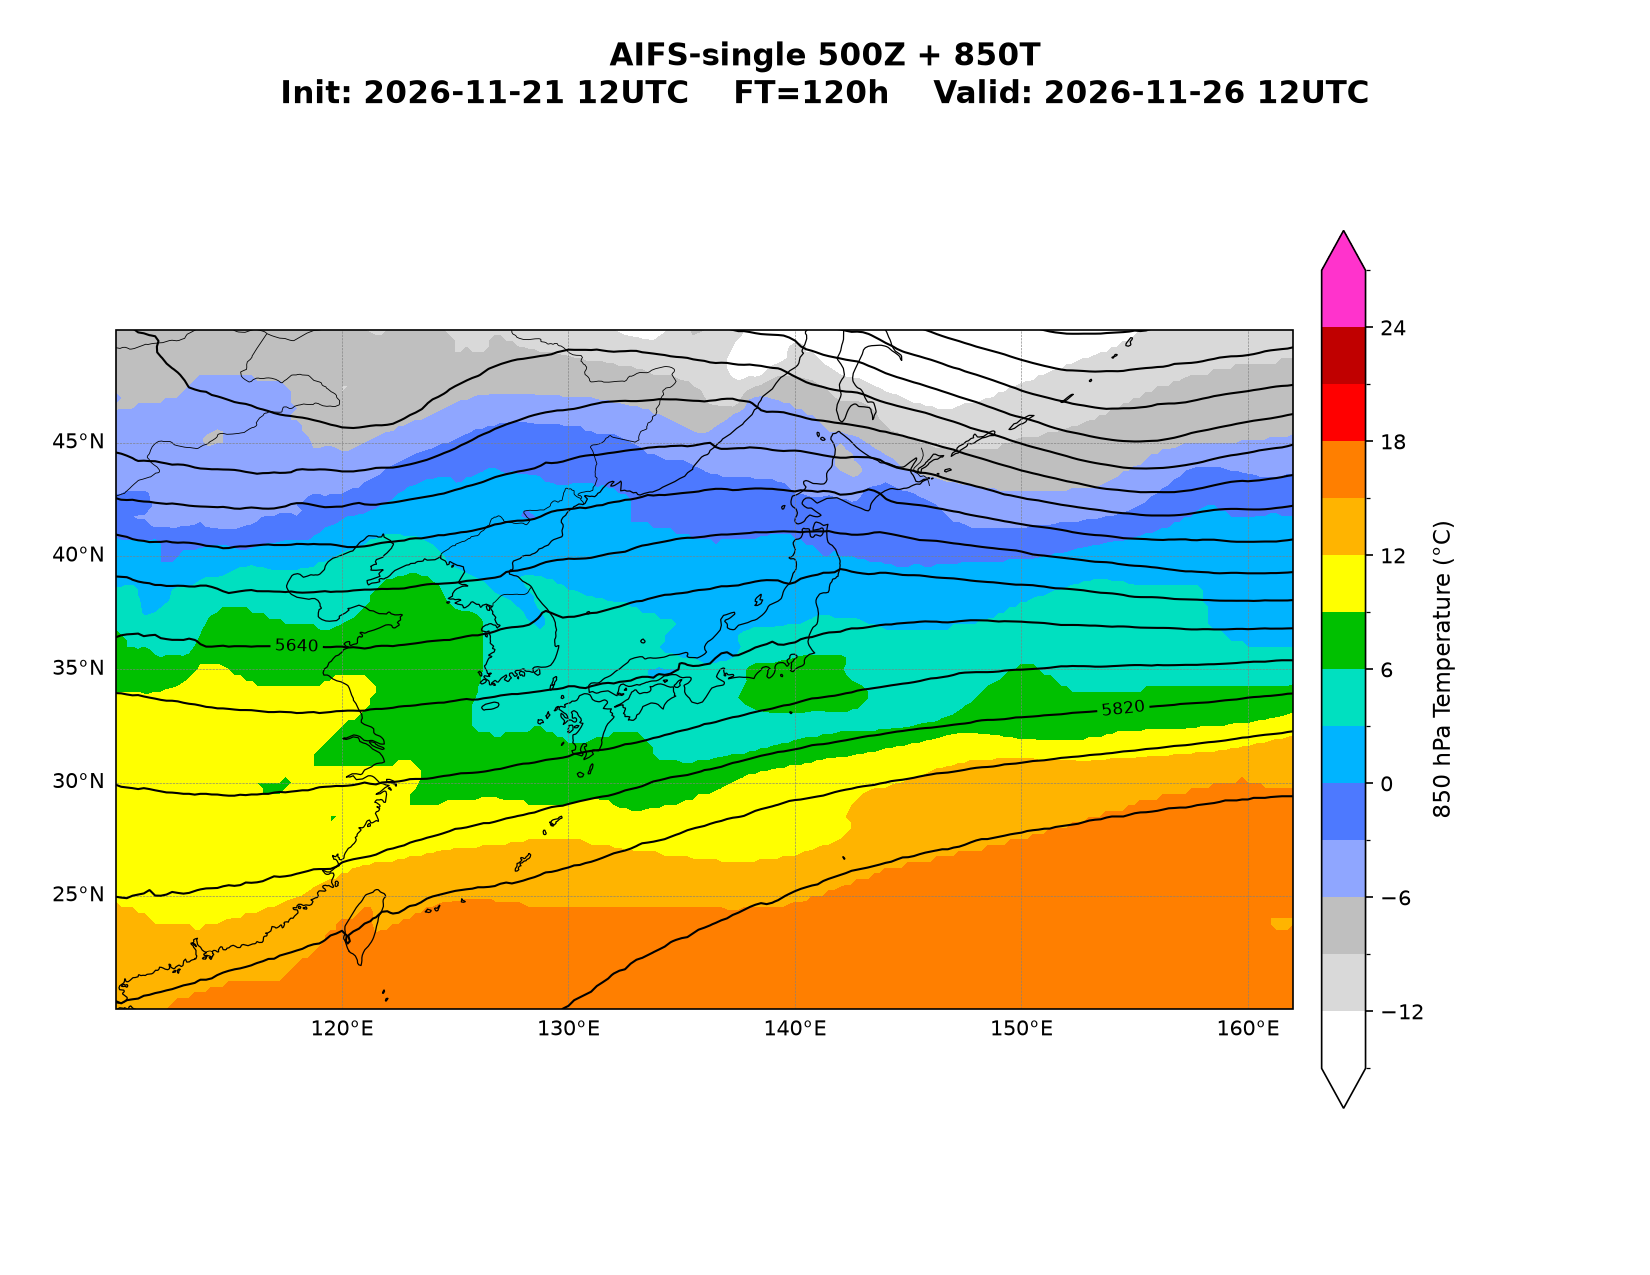 AIFS-single 500Z + 850T
Init: 2026-11-21 12UTC    FT=120h    Valid: 2026-11-26 12UTC
45°N
40°N
35°N
30°N
25°N
5640
5820
120°E
130°E
140°E
150°E
160°E
24
18
12
6
0
−6
−12
850 hPa Temperature (°C)